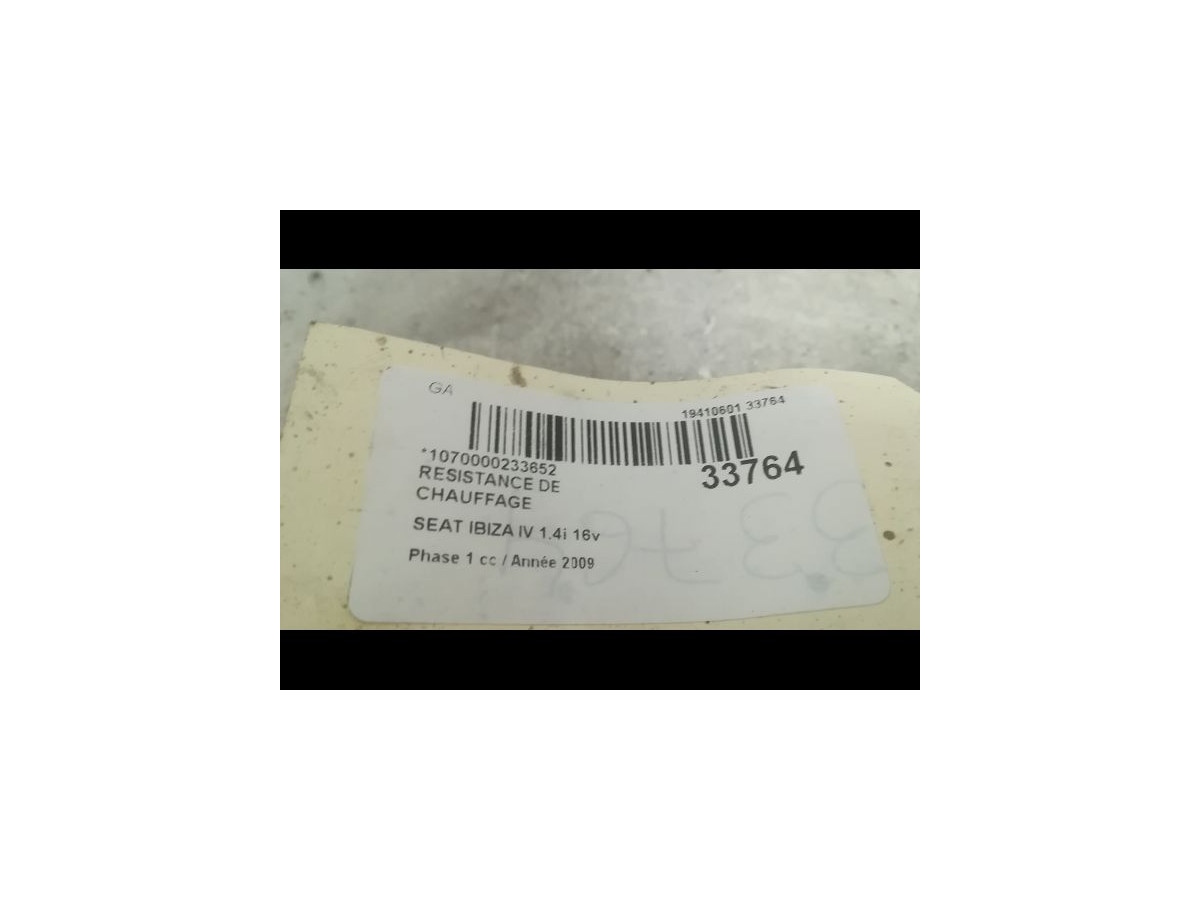 GA
19410601 33764
*1070000233652
33764
RESISTANCE DE
CHAUFFAGE
SEAT IBIZA IV 1.4i 16v
Phase 1 cc / Année 2009
33764